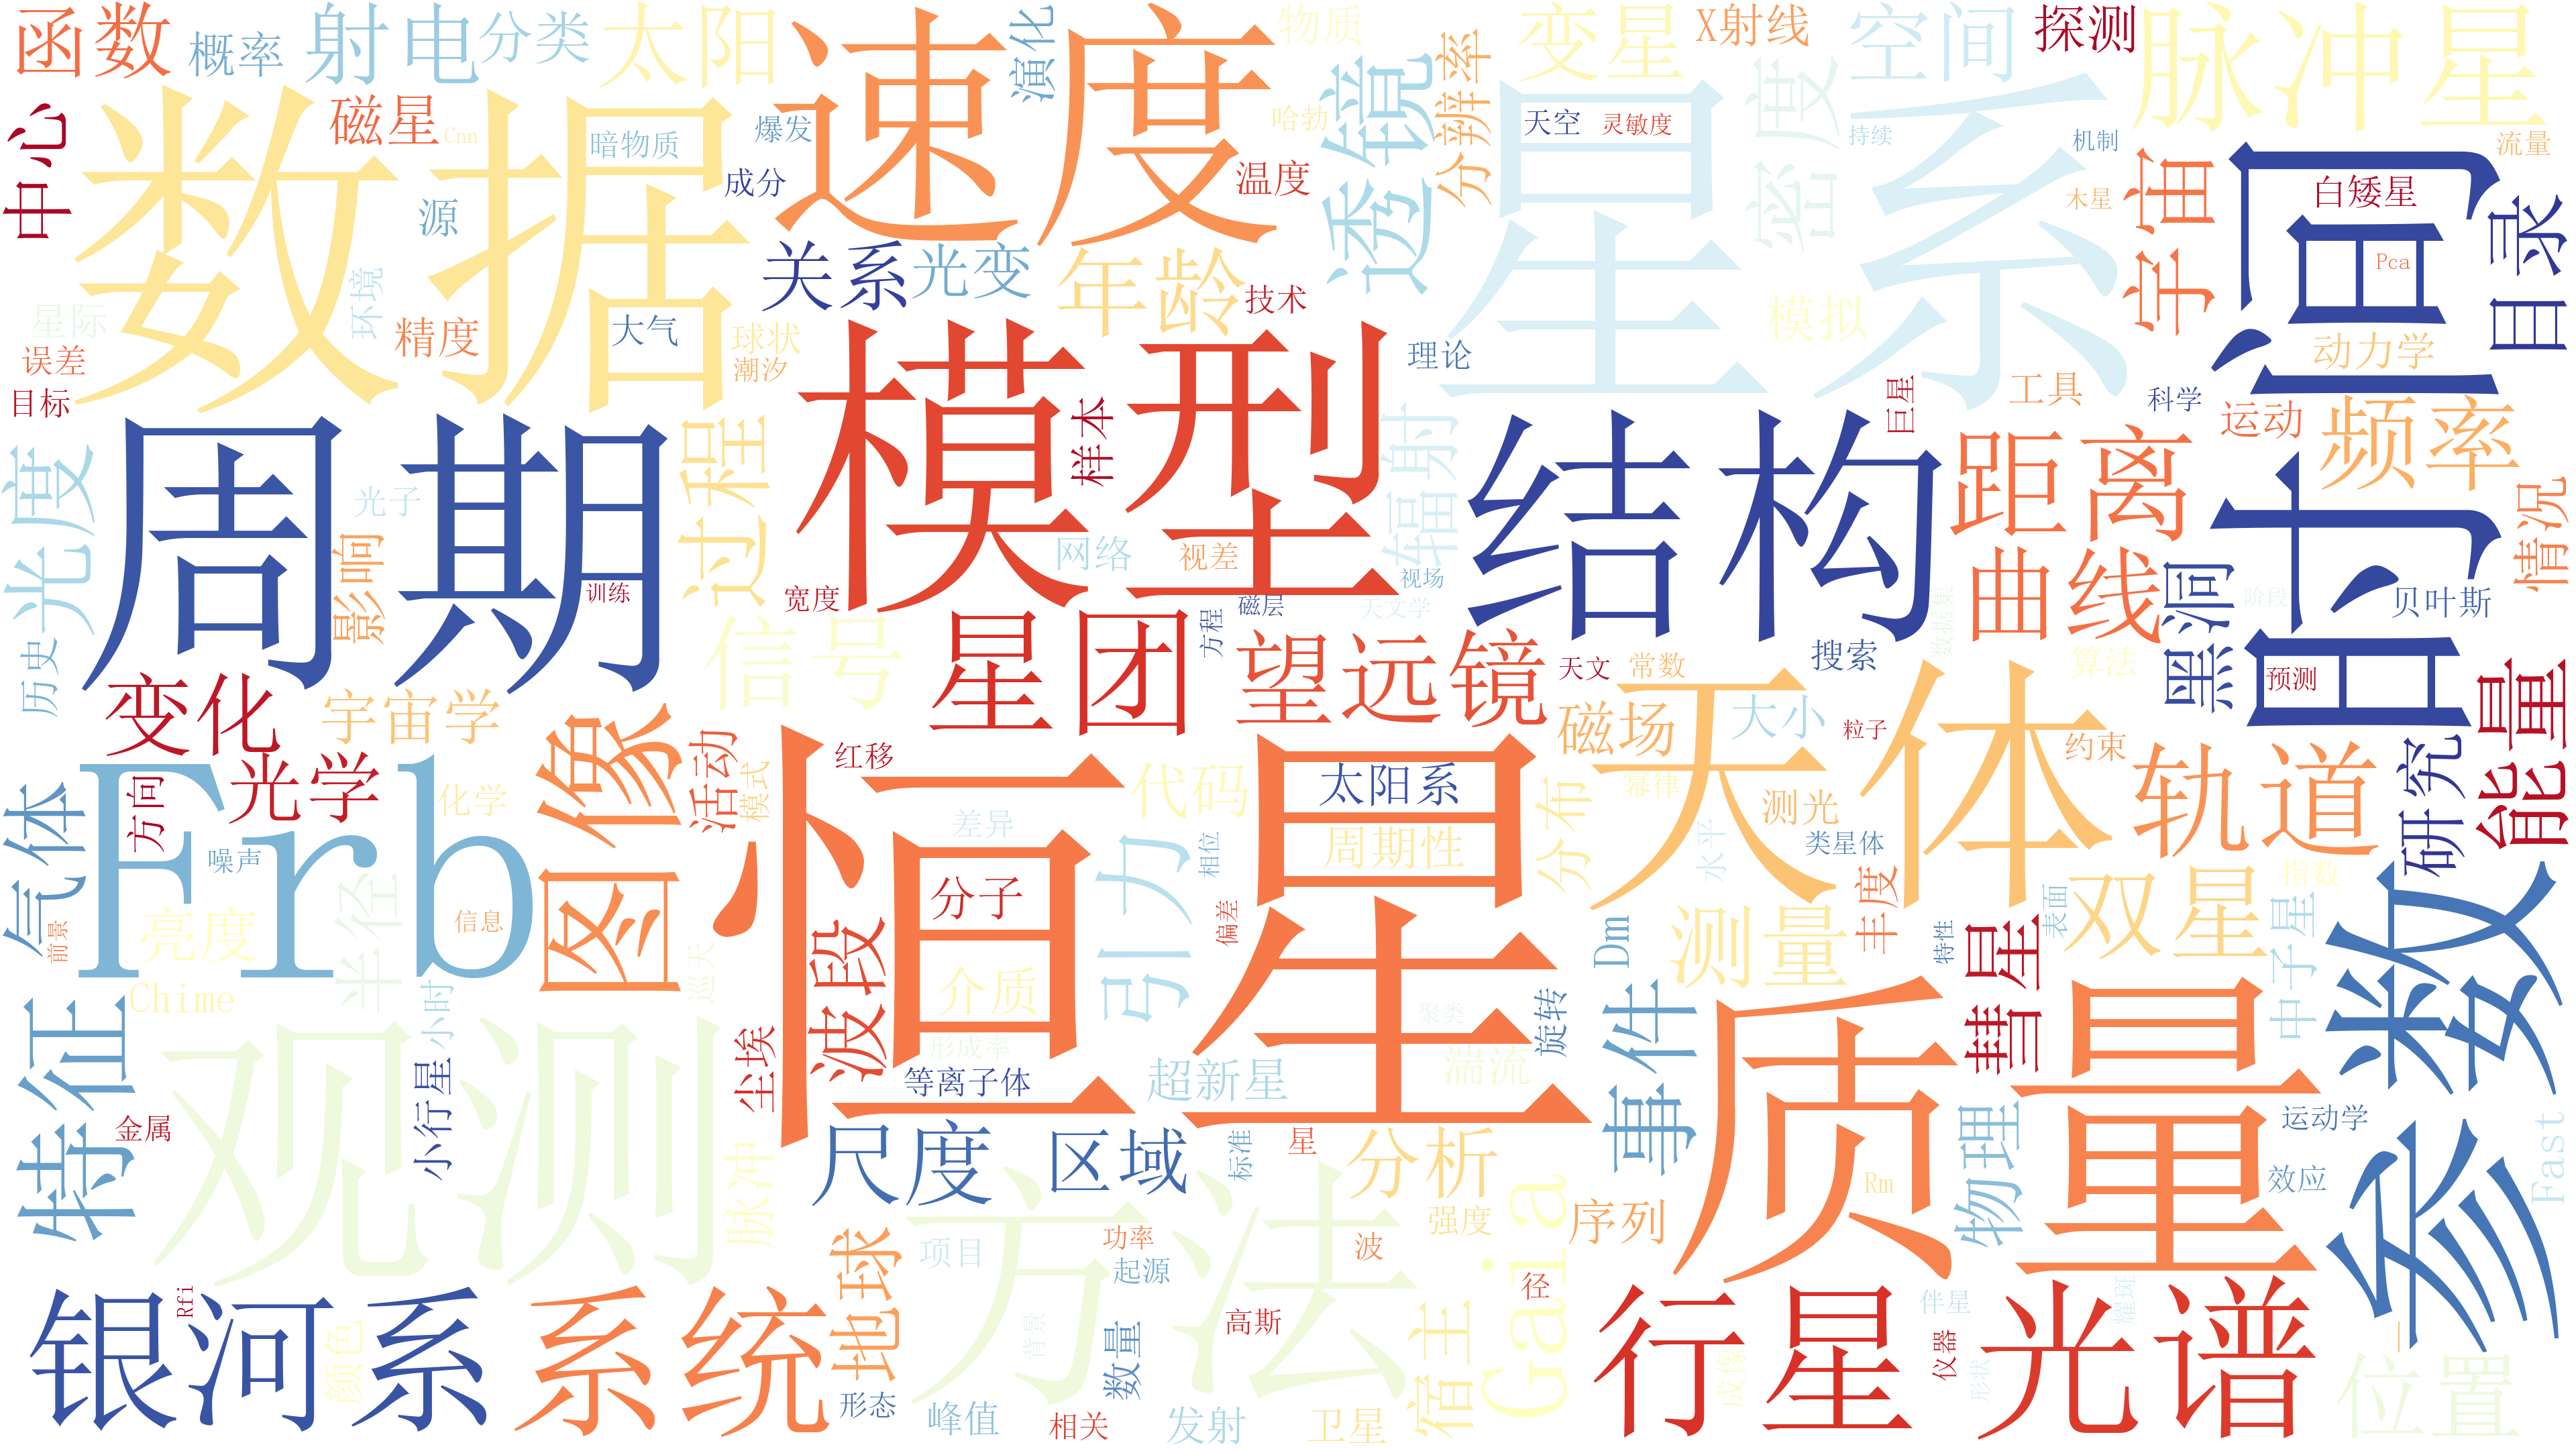 函数
概率
射电
分类
太阳
速度
演化
物质
变星
X射线
空间
探测
脉冲星
中心
数据
磁星
Cnn
暗物质
爆发
成分
源
温度
哈勃
透镜
分辨率
天空
灵敏度
星系
密度
持续
机制
木星
流量
宇宙
白矮星
目录
时间
Pca
星际
环境
误差
目标
精度
大气
球状
潮汐
关系
光变
年龄
技术
理论
模拟
动力学
巨星
工具
科学
运动
频率
周期
光子
过程
模型
样本
辐射
结构
距离
曲线
情况
光度
影响
训练
宽度
网络
视差
视场
天文学
磁层
方程
数据集
黑洞
阶段
贝叶斯
历史
信号
星团
望远镜
天文
常数
搜索
算法
预测
变化
宇宙学
图像
活动
红移
恒星
太阳系
磁场
大小
粒子
约束
轨道
能量
研究
天体
气体
方向
光学
化学
模式
Frb
噪声
差异
代码
引力
周期性
相位
分布
幂律
测光
水平
类星体
双星
指数
参数
亮度
半径
信息
前景
分子
波段
介质
偏差
Dm
测量
丰度
特性
表面
彗星
中子星
特征
Chime
小时
巡天
形成率
聚类
旋转
事件
质量
观测
小行星
金属
尘埃
等离子体
超新星
湍流
物理
运动学
效应
Fast
脉冲
尺度
区域
标准
星
分析
强度
序列
Rm
方法
Gaia
银河系
Rfi
颜色
系统
地球
项目
功率
起源
波
径
宿主
行星
光谱
伴星
耀斑
位置
形态
峰值
背景
相关
数量
发射
高斯
卫星
成像
仪器
形状